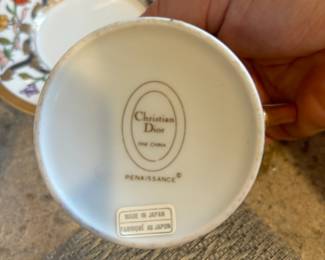 Christian
Dior
FINE CHINA
RENAISSANCE©
MADE IN JAPAN
FABRIQUÉ AU JAPON